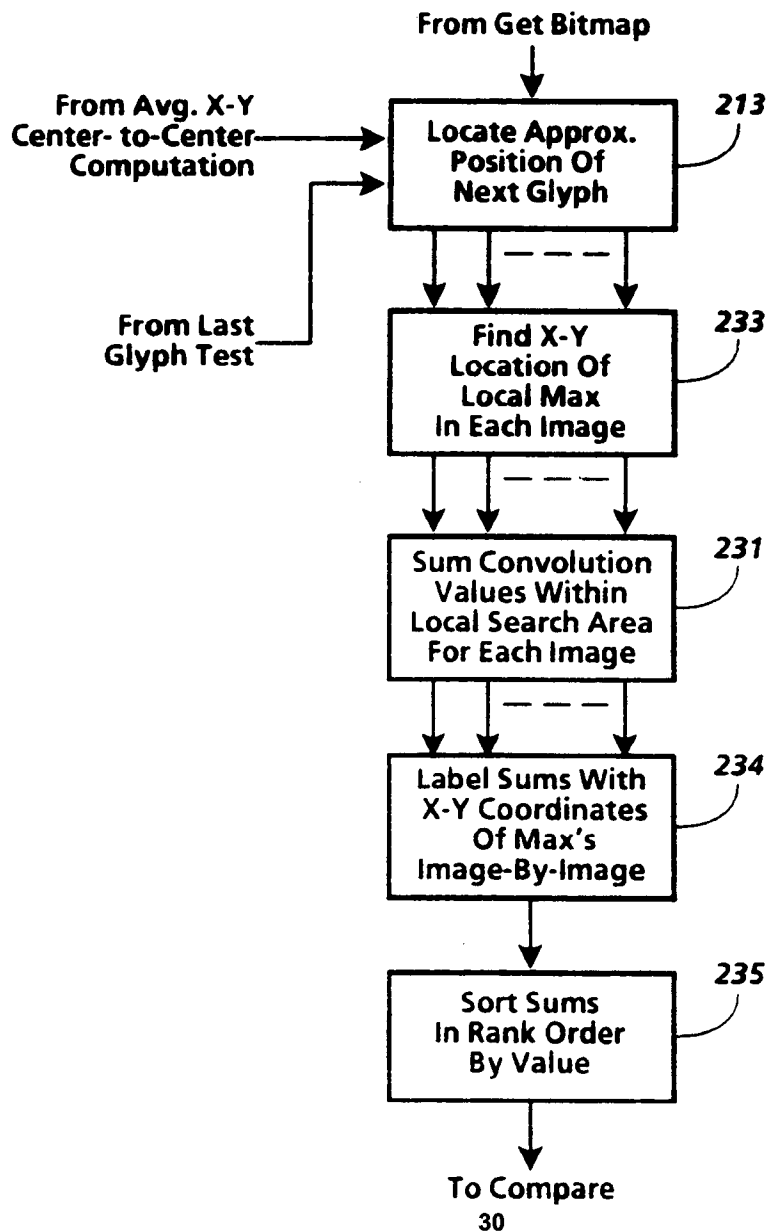 From Get Bitmap
From Avg. X-Y
Center- to-Center
Computation
213
Locate Approx.
Position Of
Next Glyph
From Last
Glyph Test
233
Find X-Y
Location Of
Local Max
In Each Image
231
Sum Convolution
Values Within
Local Search Area
For Each Image
234
Label Sums With
X-Y Coordinates
Of Max's
Image-By-Image
235
Sort Sums
In Rank Order
By Value
To Compare
30